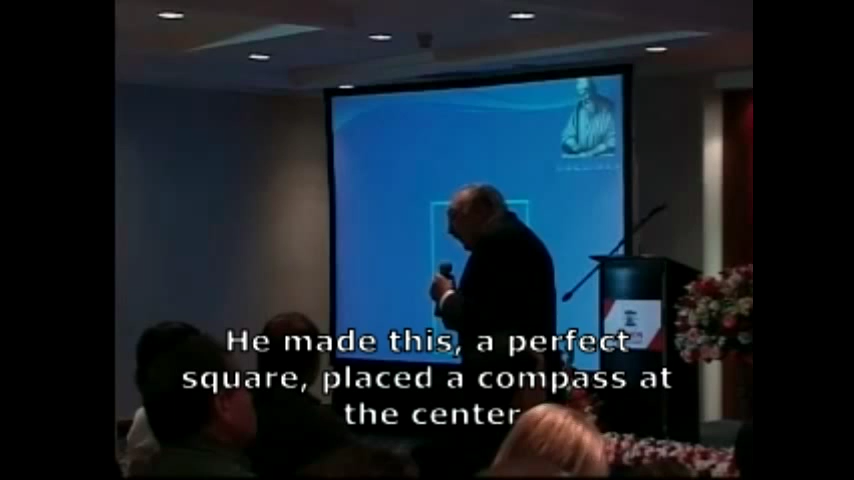 He made this, a perfect
square, placed a compass at
the center